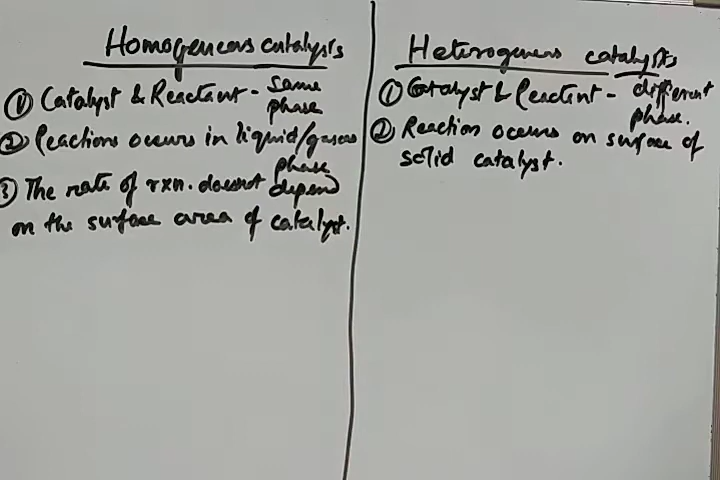 Homogeneous catalysts
① Catalyst & Reactant - same
phase
② Reactions occurs in liquid/gaseous
phase
③ The rate of rxn. doesnot depend
on the surface area of catalyst.
Heterogeneous catalysts
① Catalyst & Reactant - different
phase.
② Reaction occurs on surface of
solid catalyst.